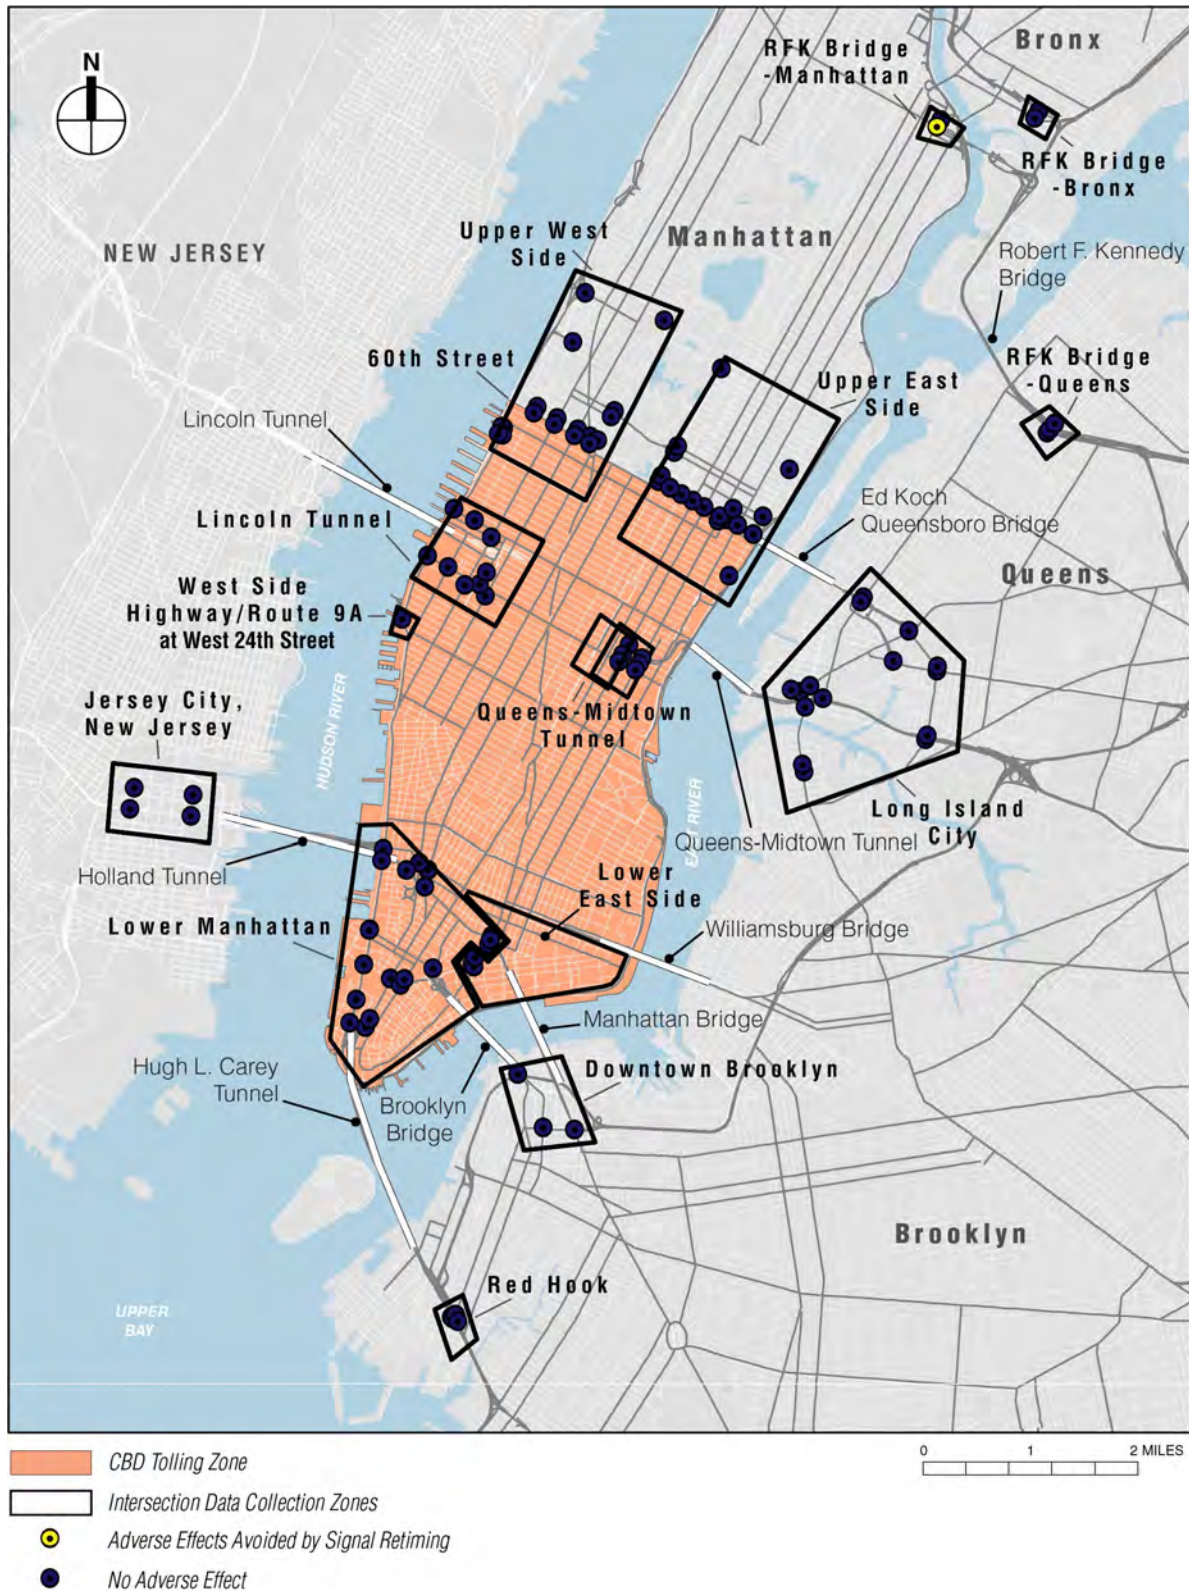 N
RFK Bridge
-Manhattan
Bronx
RFK Bridge
-Bronx
NEW JERSEY
Upper West
Side
Manhattan
Robert F. Kennedy
Bridge
60th Street
RFK Bridge
-Queens
Upper East
Side
Lincoln Tunnel
Ed Koch
Queensboro Bridge
Lincoln Tunnel
Queens
West Side
Highway/Route 9A
at West 24th Street
Jersey City,
New Jersey
HUDSON RIVER
Queens-Midtown
Tunnel
EAST RIVER
Long Island
City
Queens-Midtown Tunnel
Holland Tunnel
Lower
East Side
Lower Manhattan
Williamsburg Bridge
Manhattan Bridge
Hugh L. Carey
Tunnel
Brooklyn
Bridge
Downtown Brooklyn
Brooklyn
Red Hook
UPPER
BAY
CBD Tolling Zone
0 1 2 MILES
Intersection Data Collection Zones
Adverse Effects Avoided by Signal Retiming
No Adverse Effect